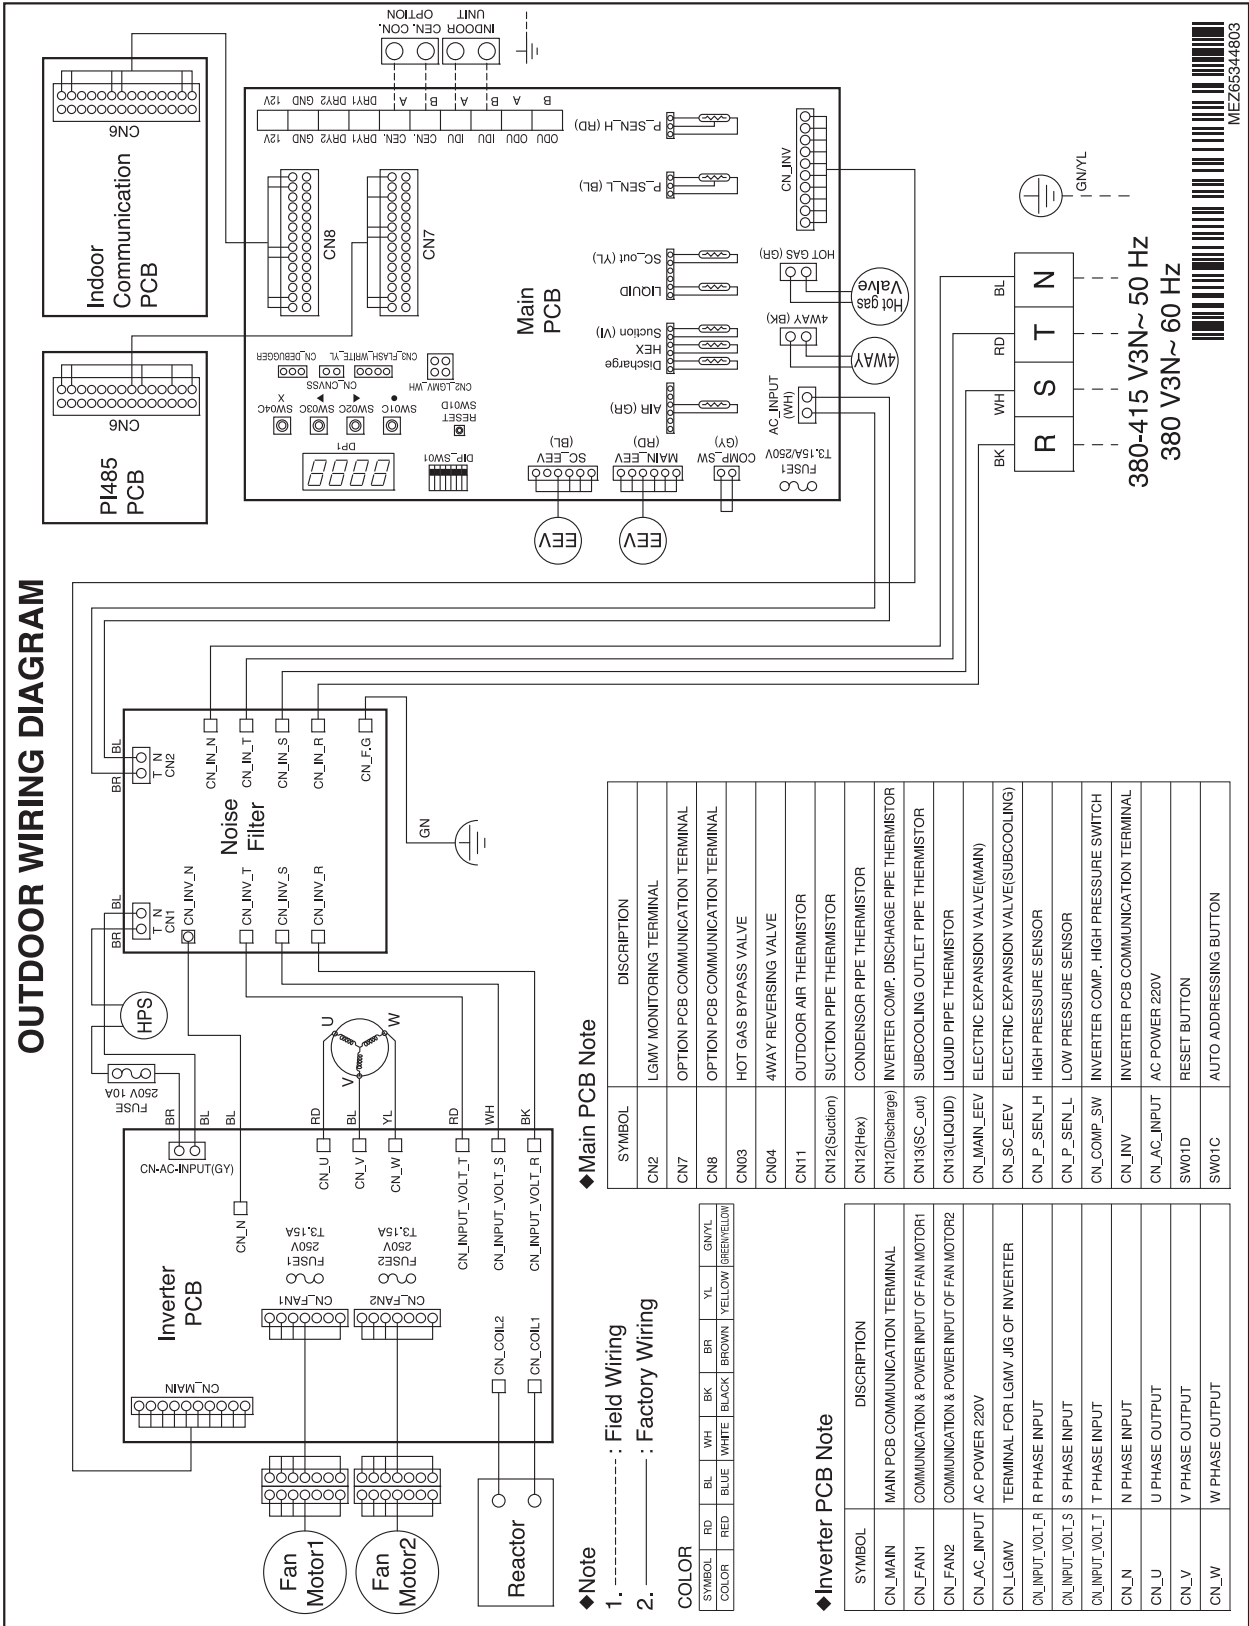 OUTDOOR WIRING DIAGRAM
Inverter
PCB
CN_MAIN
CN-AC-INPUT(GY)
CN_N
BR
BL
BL
FUSE
250V 10A
HPS
Fan
Motor1
Fan
Motor2
CN_FAN1
CN_FAN2
FUSE1
250V
T3.15A
FUSE2
250V
T3.15A
CN_U
CN_V
CN_W
RD
BL
YL
U
V
W
CN_INPUT_VOLT_T
CN_INPUT_VOLT_S
CN_INPUT_VOLT_R
RD
WH
BK
CN_COIL2
CN_COIL1
Reactor
Noise
Filter
BR
BL
T N
CN1
CN_INV_N
CN_INV_T
CN_INV_S
CN_INV_R
BR
BL
T N
CN2
CN_IN_N
CN_IN_T
CN_IN_S
CN_IN_R
CN_F.G
GN
PI485
PCB
CN6
Indoor
Communication
PCB
CN6
Main
PCB
DP1
SW04C
X
SW03C
▶
SW02C
◀
SW01C
●
CN_DEBUGGER
CN_CNVSS
CN3_FLASH_WRITE_YL
CN2_LGMV_WH
RESET
SW01D
DIP_SW01
CN8
CN7
12V GND DRY2 DRY1 A B A B A B
12V GND DRY2 DRY1 CEN. CEN. IDU IDU ODU ODU
CEN. CON.
OPTION
INDOOR
UNIT
SC_EEV
(BL)
MAIN_EEV
(RD)
EEV
EEV
COMP_SW
(GY)
FUSE1
T3.15A/250V
AIR (GR)
Discharge
HEX
Suction (VI)
LIQUID
SC_out (YL)
P_SEN_L (BL)
P_SEN_H (RD)
AC_INPUT
(WH)
4WAY (BK)
4WAY
HOT GAS (GR)
Hot gas
Valve
CN_INV
BK
WH
RD
BL
R S T N
GN/YL
380-415 V3N~ 50 Hz
380 V3N~ 60 Hz
MEZ65344803
◆Note
1. ------------ : Field Wiring
2. ———— : Factory Wiring
COLOR
SYMBOL RD BL WH BK BR YL GN/YL
COLOR RED BLUE WHITE BLACK BROWN YELLOW GREEN/YELLOW
◆Inverter PCB Note
SYMBOL DISCRIPTION
CN_MAIN MAIN PCB COMMUNICATION TERMINAL
CN_FAN1 COMMUNICATION & POWER INPUT OF FAN MOTOR1
CN_FAN2 COMMUNICATION & POWER INPUT OF FAN MOTOR2
CN_AC_INPUT AC POWER 220V
CN_LGMV TERMINAL FOR LGMV JIG OF INVERTER
CN_INPUT_VOLT_R R PHASE INPUT
CN_INPUT_VOLT_S S PHASE INPUT
CN_INPUT_VOLT_T T PHASE INPUT
CN_N N PHASE INPUT
CN_U U PHASE OUTPUT
CN_V V PHASE OUTPUT
CN_W W PHASE OUTPUT
◆Main PCB Note
SYMBOL DISCRIPTION
CN2 LGMV MONITORING TERMINAL
CN7 OPTION PCB COMMUNICATION TERMINAL
CN8 OPTION PCB COMMUNICATION TERMINAL
CN03 HOT GAS BYPASS VALVE
CN04 4WAY REVERSING VALVE
CN11 OUTDOOR AIR THERMISTOR
CN12(Suction) SUCTION PIPE THERMISTOR
CN12(Hex) CONDENSOR PIPE THERMISTOR
CN12(Discharge) INVERTER COMP. DISCHARGE PIPE THERMISTOR
CN13(SC_out) SUBCOOLING OUTLET PIPE THERMISTOR
CN13(LIQUID) LIQUID PIPE THERMISTOR
CN_MAIN_EEV ELECTRIC EXPANSION VALVE(MAIN)
CN_SC_EEV ELECTRIC EXPANSION VALVE(SUBCOOLING)
CN_P_SEN_H HIGH PRESSURE SENSOR
CN_P_SEN_L LOW PRESSURE SENSOR
CN_COMP_SW INVERTER COMP. HIGH PRESSURE SWITCH
CN_INV INVERTER PCB COMMUNICATION TERMINAL
CN_AC_INPUT AC POWER 220V
SW01D RESET BUTTON
SW01C AUTO ADDRESSING BUTTON